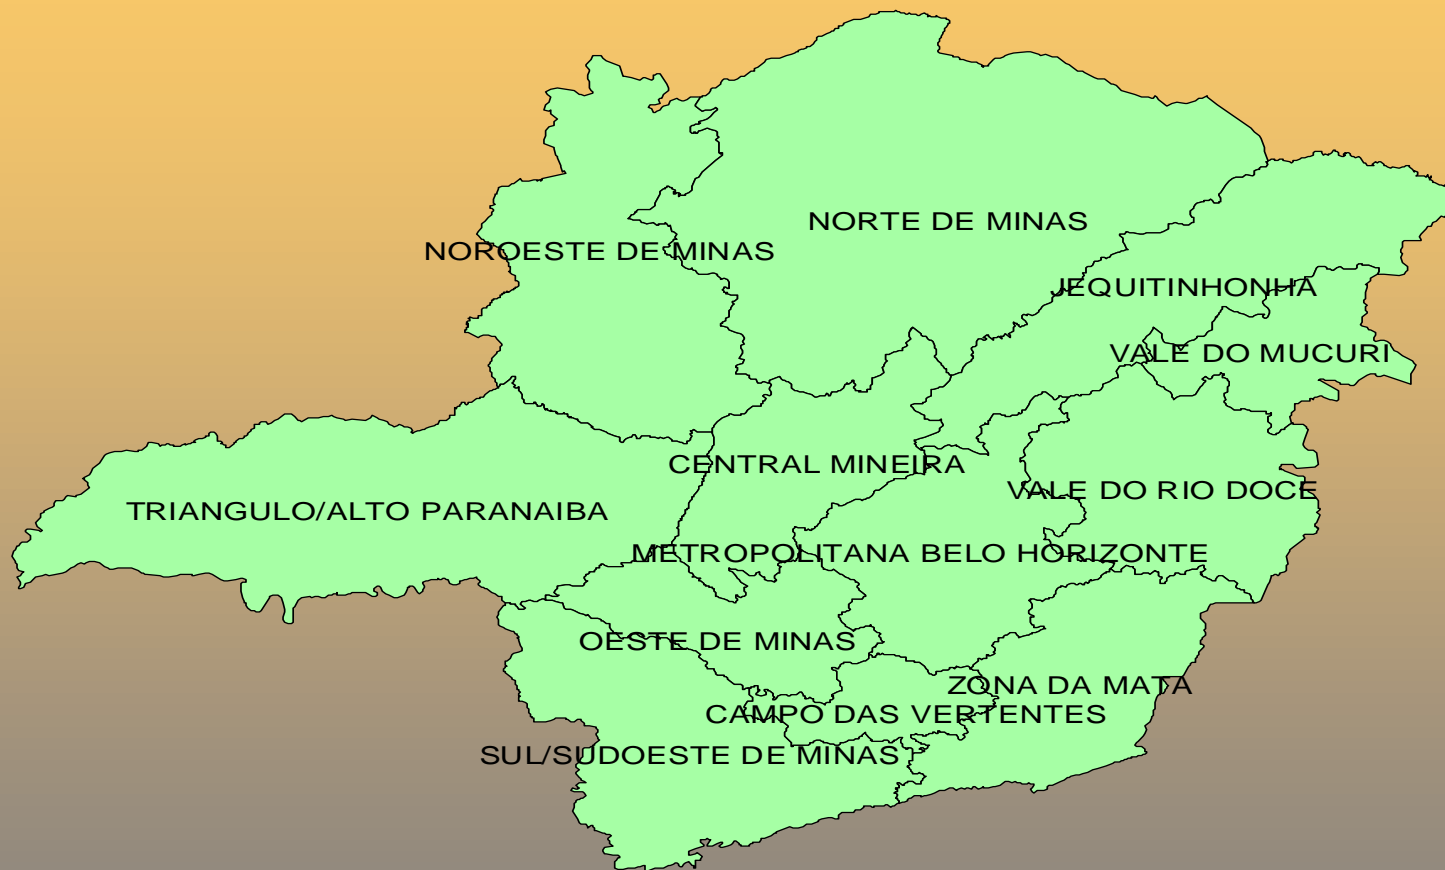 NORTE DE MINAS
NOROESTE DE MINAS
JEQUITINHONHA
VALE DO MUCURI
CENTRAL MINEIRA
VALE DO RIO DOCE
TRIANGULO/ALTO PARANAIBA
METROPOLITANA BELO HORIZONTE
OESTE DE MINAS
ZONA DA MATA
CAMPO DAS VERTENTES
SUL/SUDOESTE DE MINAS